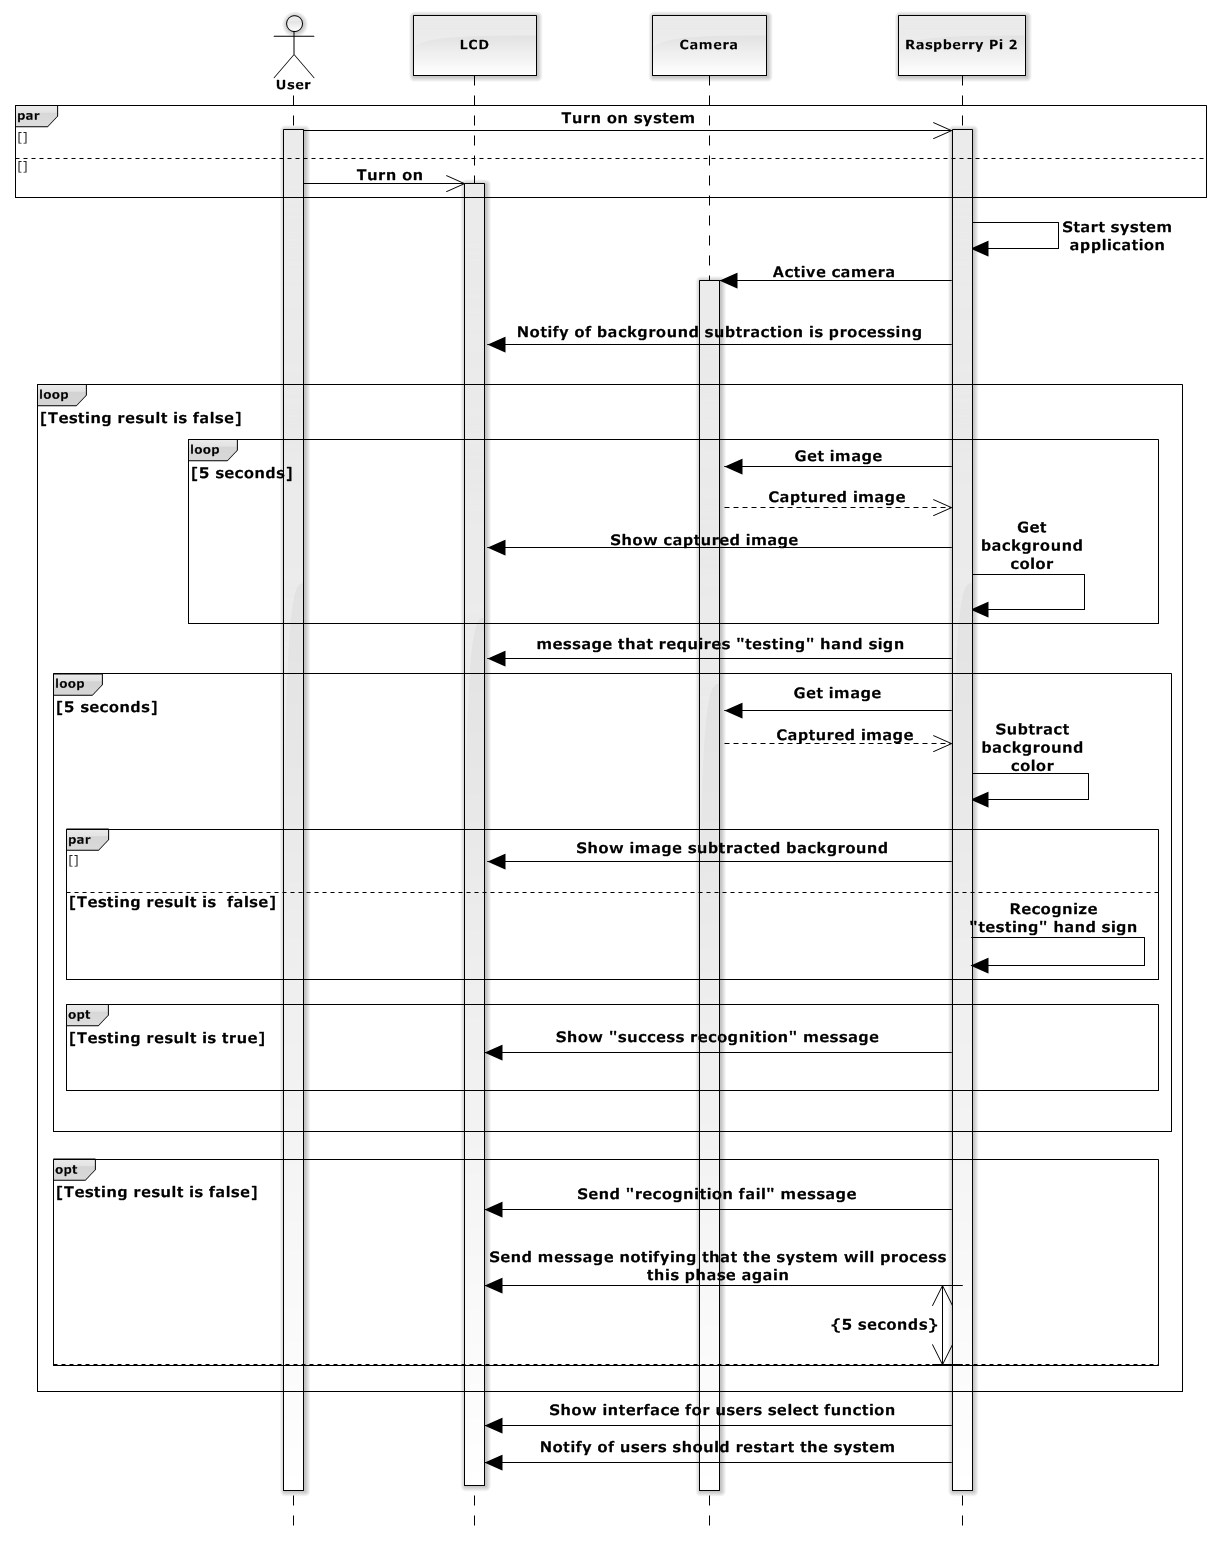 User
LCD
Camera
Raspberry Pi 2
par
[]
Turn on system
[]
Turn on
Start system
application
Active camera
Notify of background subtraction is processing
loop
[Testing result is false]
loop
[5 seconds]
Get image
Captured image
Show captured image
Get
background
color
message that requires "testing" hand sign
loop
[5 seconds]
Get image
Captured image
Subtract
background
color
par
[]
Show image subtracted background
[Testing result is  false]
Recognize
"testing" hand sign
opt
[Testing result is true]
Show "success recognition" message
opt
[Testing result is false]
Send "recognition fail" message
Send message notifying that the system will process
this phase again
{5 seconds}
Show interface for users select function
Notify of users should restart the system